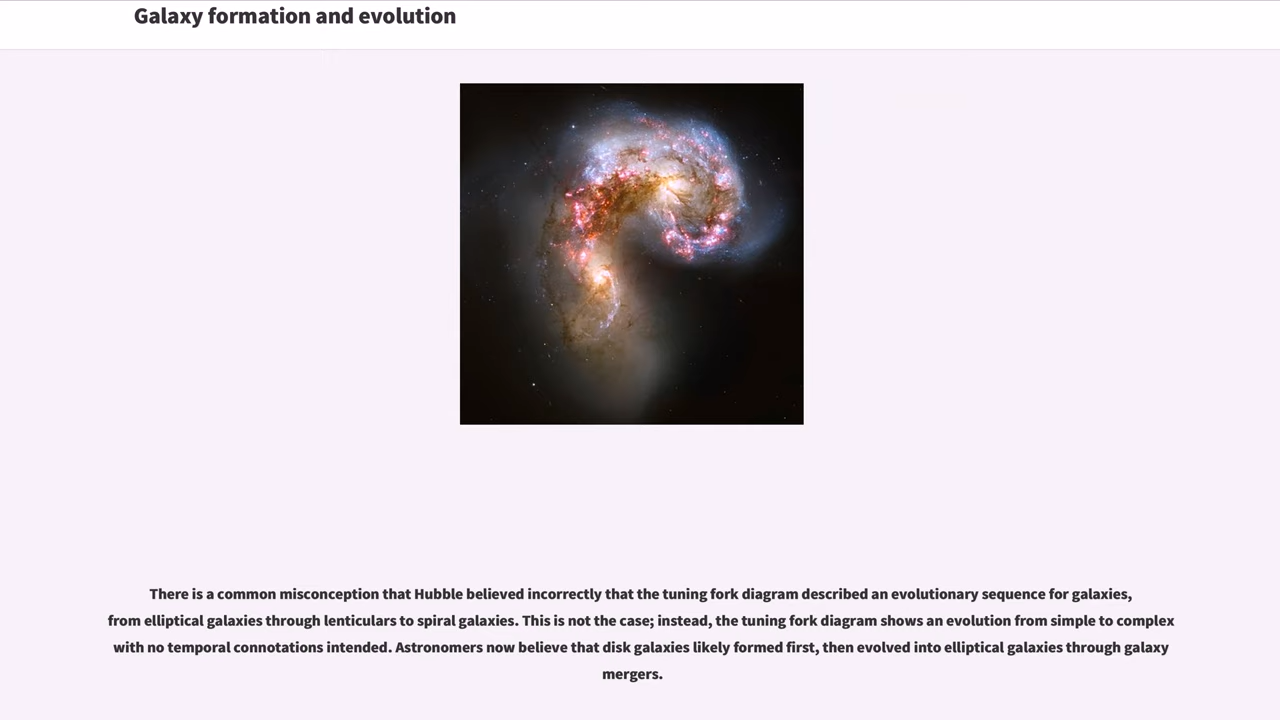 Galaxy formation and evolution
There is a common misconception that Hubble believed incorrectly that the tuning fork diagram described an evolutionary sequence for galaxies,
from elliptical galaxies through lenticulars to spiral galaxies. This is not the case; instead, the tuning fork diagram shows an evolution from simple to complex
with no temporal connotations intended. Astronomers now believe that disk galaxies likely formed first, then evolved into elliptical galaxies through galaxy
mergers.